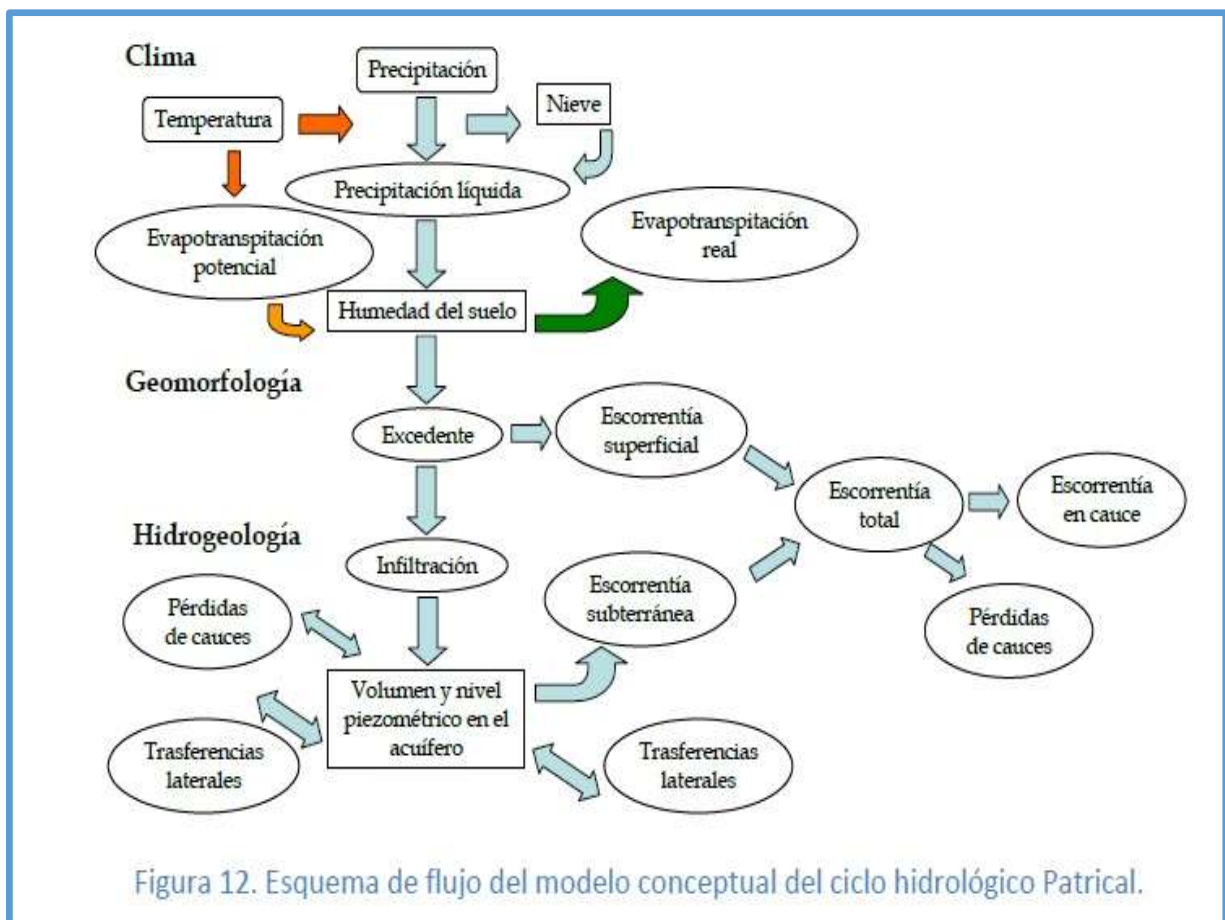 Clima
Precipitación
Nieve
Temperatura
Precipitación líquida
Evapotranspitación
potencial
Evapotranspitación
real
Humedad del suelo
Geomorfología
Excedente
Escorrentía
superficial
Escorrentía
total
Escorrentía
en cauce
Hidrogeología
Infiltración
Escorrentía
subterránea
Pérdidas
de cauces
Pérdidas
de cauces
Volumen y nivel
piezométrico en el
acuífero
Trasferencias
laterales
Trasferencias
laterales
Figura 12. Esquema de flujo del modelo conceptual del ciclo hidrológico Patrical.